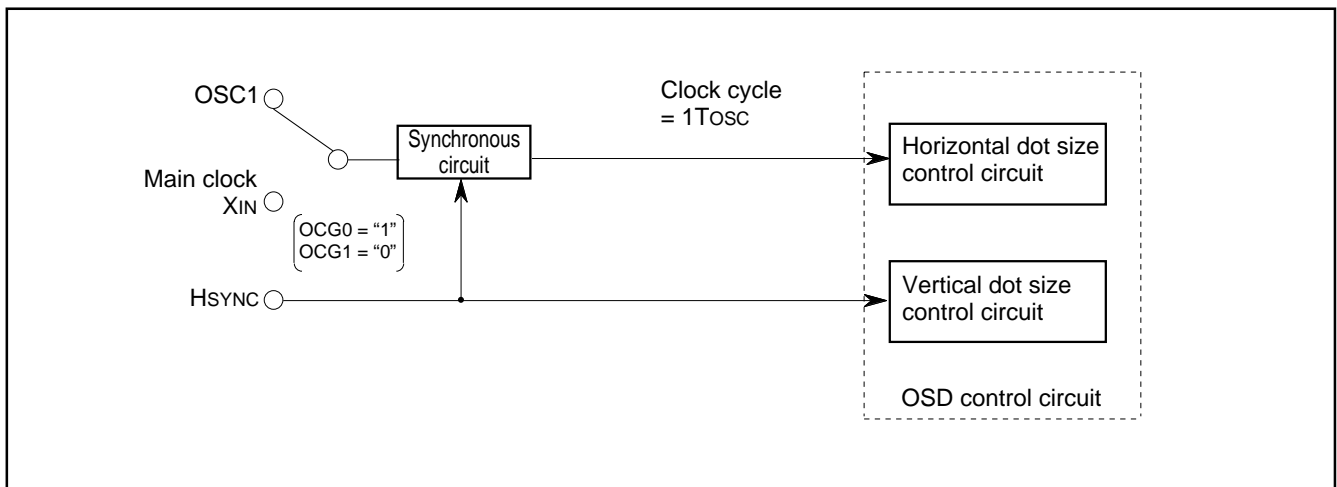 OSC1
Clock cycle
= 1TOSC
Synchronous
circuit
Horizontal dot size
control circuit
Main clock
XIN
OCG0 = “1”
OCG1 = “0”
HSYNC
Vertical dot size
control circuit
OSD control circuit